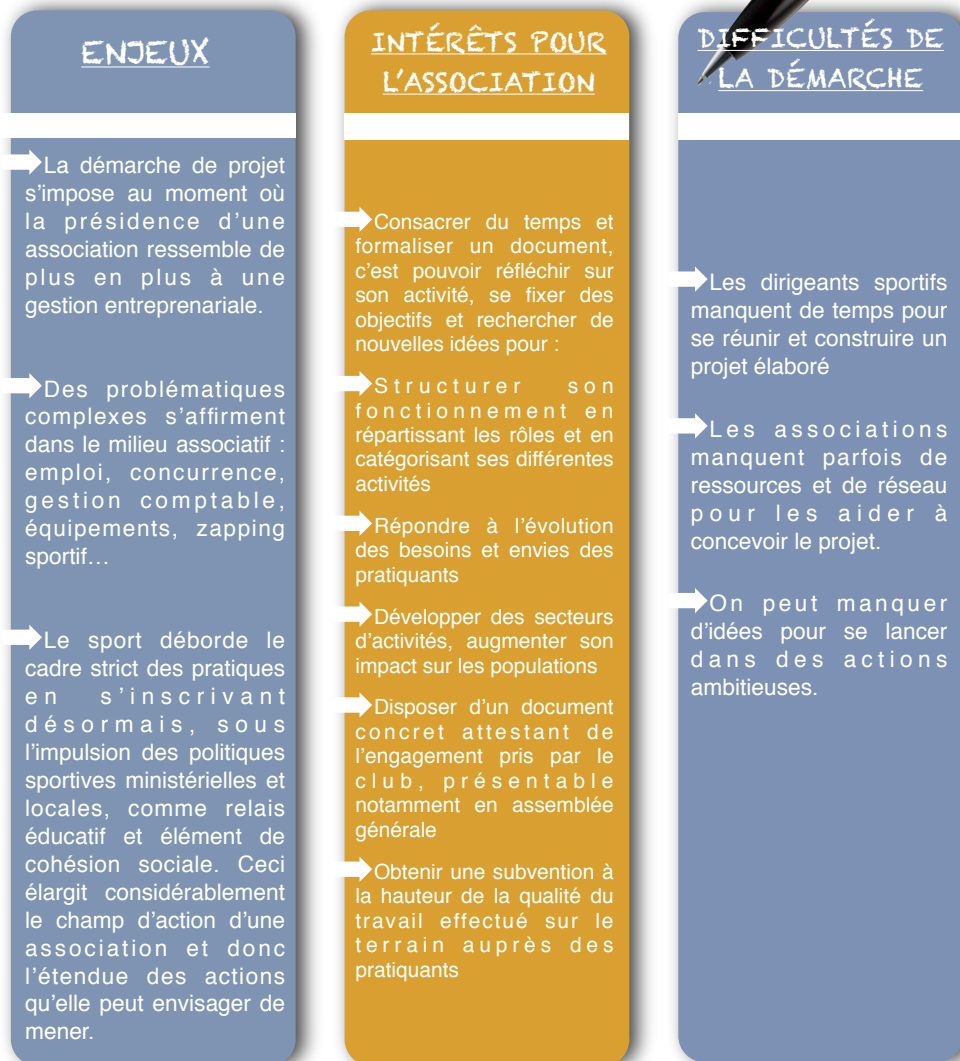 ENJEUX
La démarche de projet
s’impose au moment où
la présidence d’une
association ressemble de
plus en plus à une
gestion entreprenariale.
Des problématiques
complexes s’affirment
dans le milieu associatif :
emploi, concurrence,
gestion comptable,
équipements, zapping
sportif…
Le sport déborde le
cadre strict des pratiques
en s’inscrivant
désormais, sous
l’impulsion des politiques
sportives ministérielles et
locales, comme relais
éducatif et élément de
cohésion sociale. Ceci
élargit considérablement
le champ d’action d’une
association et donc
l’étendue des actions
qu’elle peut envisager de
mener.
INTÉRÊTS POUR
L’ASSOCIATION
Consacrer du temps et
formaliser un document,
c’est pouvoir réfléchir sur
son activité, se fixer des
objectifs et rechercher de
nouvelles idées pour :
Structurer son
fonctionnement en
répartissant les rôles et en
catégorisant ses différentes
activités
Répondre à l’évolution
des besoins et envies des
pratiquants
Développer des secteurs
d’activités, augmenter son
impact sur les populations
Disposer d’un document
concret attestant de
l’engagement pris par le
club, présentable
notamment en assemblée
générale
Obtenir une subvention à
la hauteur de la qualité du
travail effectué sur le
terrain auprès des
pratiquants
DIFFICULTÉS DE
LA DÉMARCHE
Les dirigeants sportifs
manquent de temps pour
se réunir et construire un
projet élaboré
Les associations
manquent parfois de
ressources et de réseau
pour les aider à
concevoir le projet.
On peut manquer
d’idées pour se lancer
dans des actions
ambitieuses.